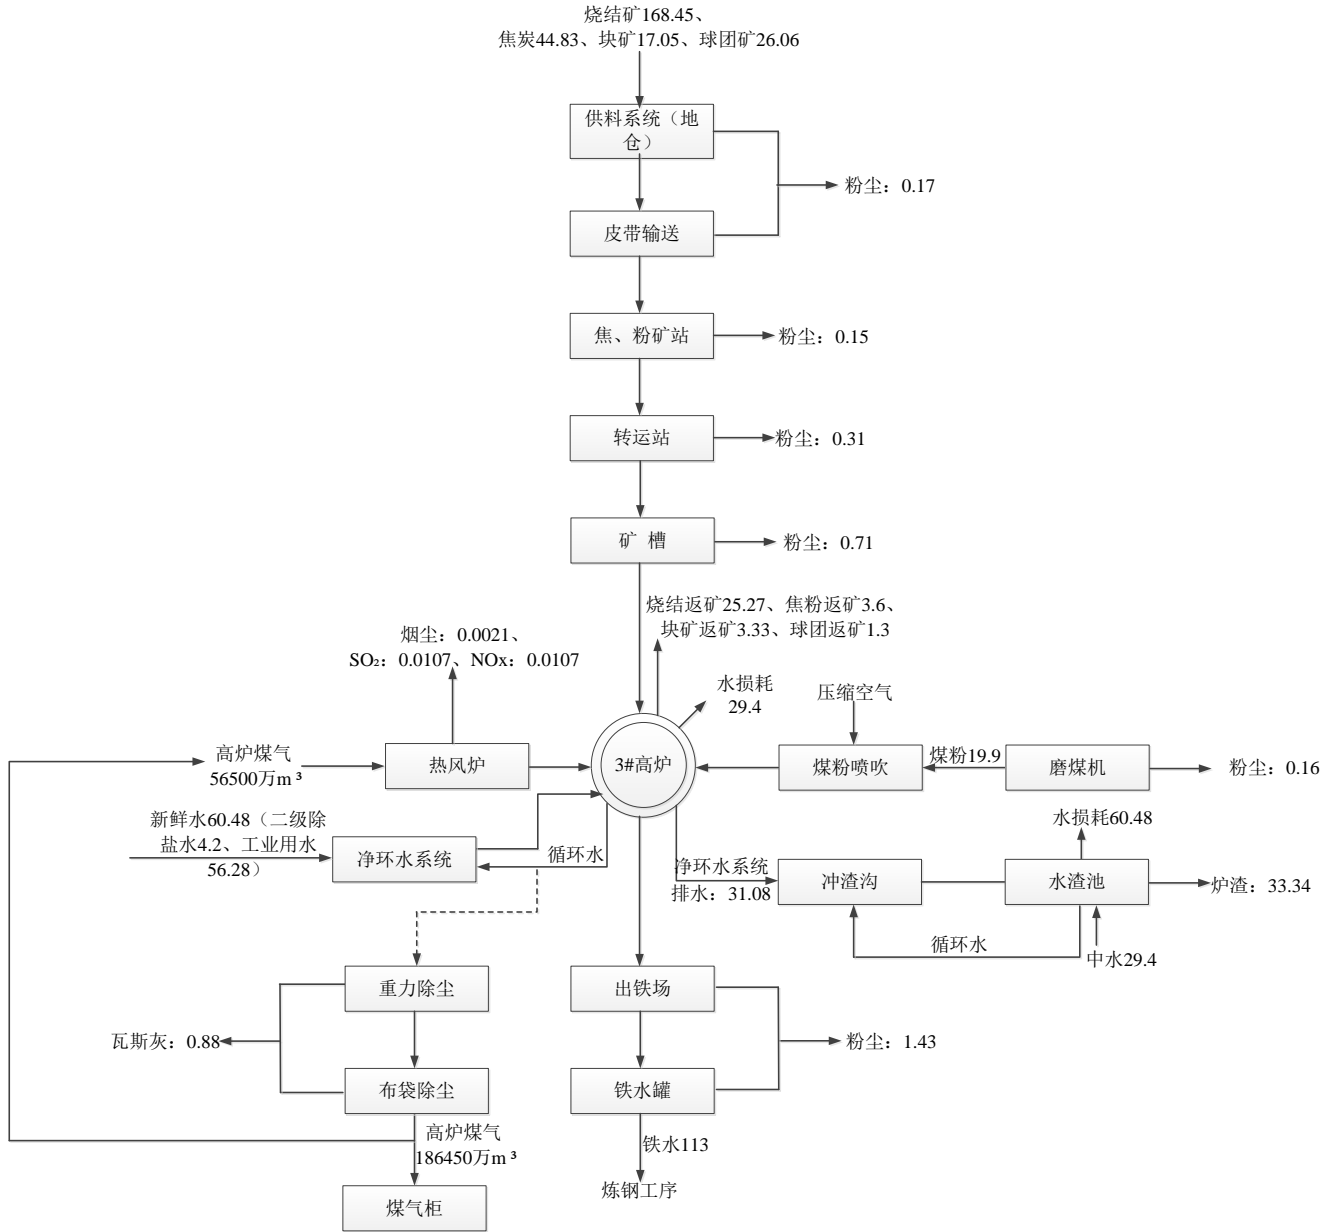 烧结矿168.45、
焦炭44.83、块矿17.05、球团矿26.06
供料系统（地
仓）
粉尘：0.17
皮带输送
焦、粉矿站
粉尘：0.15
转运站
粉尘：0.31
矿 槽
粉尘：0.71
烧结返矿25.27、焦粉返矿3.6、
块矿返矿3.33、球团返矿1.3
烟尘：0.0021、
SO₂：0.0107、NOx：0.0107
水损耗
29.4
压缩空气
高炉煤气
56500万m³
热风炉
3#高炉
煤粉喷吹
煤粉19.9
磨煤机
粉尘：0.16
新鲜水60.48（二级除
盐水4.2、工业用水
56.28）
净环水系统
循环水
净环水系统
排水：31.08
冲渣沟
水损耗60.48
水渣池
炉渣：33.34
循环水
中水29.4
重力除尘
出铁场
瓦斯灰：0.88
粉尘：1.43
布袋除尘
铁水罐
高炉煤气
186450万m³
铁水113
煤气柜
炼钢工序